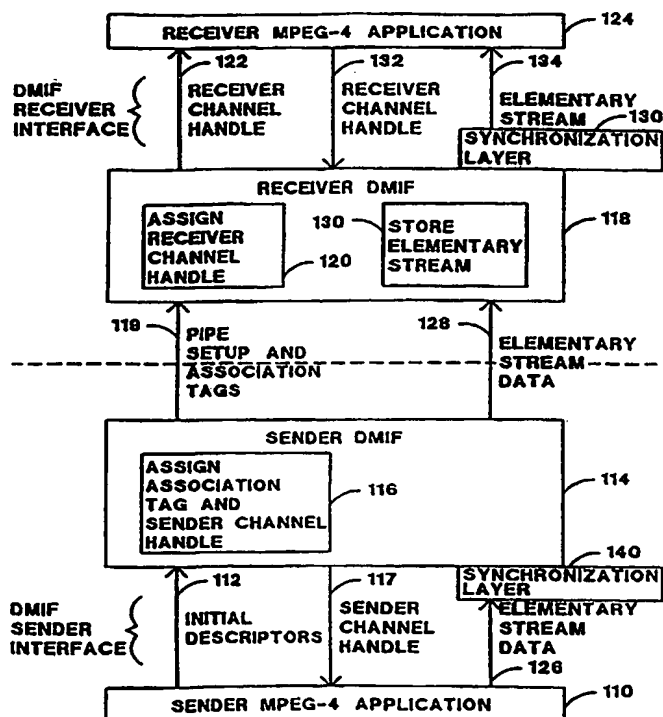 RECEIVER MPEG-4 APPLICATION
124
122
132
134
DMIF
RECEIVER
INTERFACE
RECEIVER
CHANNEL
HANDLE
RECEIVER
CHANNEL
HANDLE
ELEMENTARY
STREAM
130
SYNCHRONIZATION
LAYER
RECEIVER DMIF
118
ASSIGN
RECEIVER
CHANNEL
HANDLE
120
130
STORE
ELEMENTARY
STREAM
119
PIPE
SETUP AND
ASSOCIATION
TAGS
128
ELEMENTARY
STREAM
DATA
SENDER DMIF
ASSIGN
ASSOCIATION
TAG AND
SENDER CHANNEL
HANDLE
116
114
140
SYNCHRONIZATION
LAYER
112
117
DMIF
SENDER
INTERFACE
INITIAL
DESCRIPTORS
SENDER
CHANNEL
HANDLE
ELEMENTARY
STREAM
DATA
126
SENDER MPEG-4 APPLICATION
110